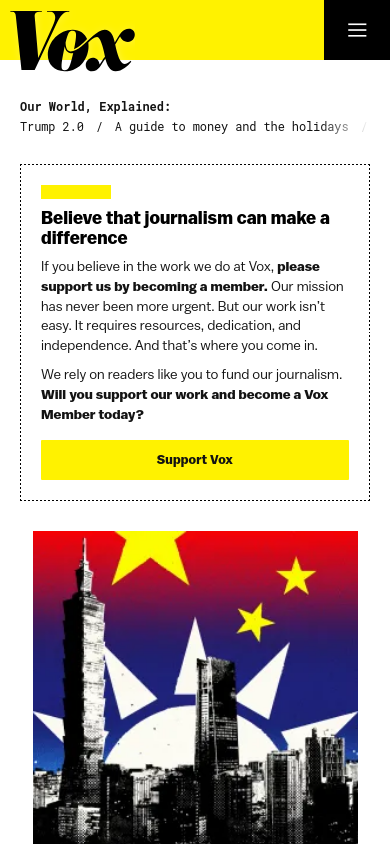 Vox
Our World, Explained:
Trump 2.0 / A guide to money and the holidays /
Believe that journalism can make a
difference
If you believe in the work we do at Vox, please
support us by becoming a member. Our mission
has never been more urgent. But our work isn’t
easy. It requires resources, dedication, and
independence. And that’s where you come in.
We rely on readers like you to fund our journalism.
Will you support our work and become a Vox
Member today?
Support Vox